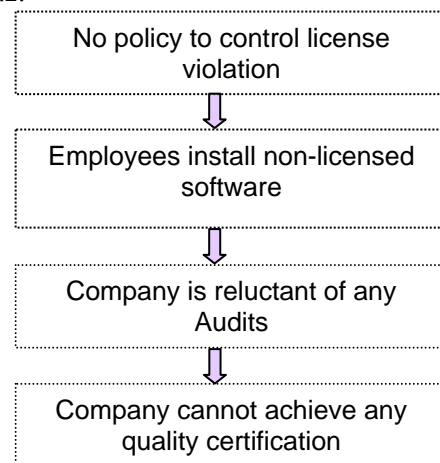 No policy to control license
violation
Employees install non-licensed
software
Company is reluctant of any
Audits
Company cannot achieve any
quality certification